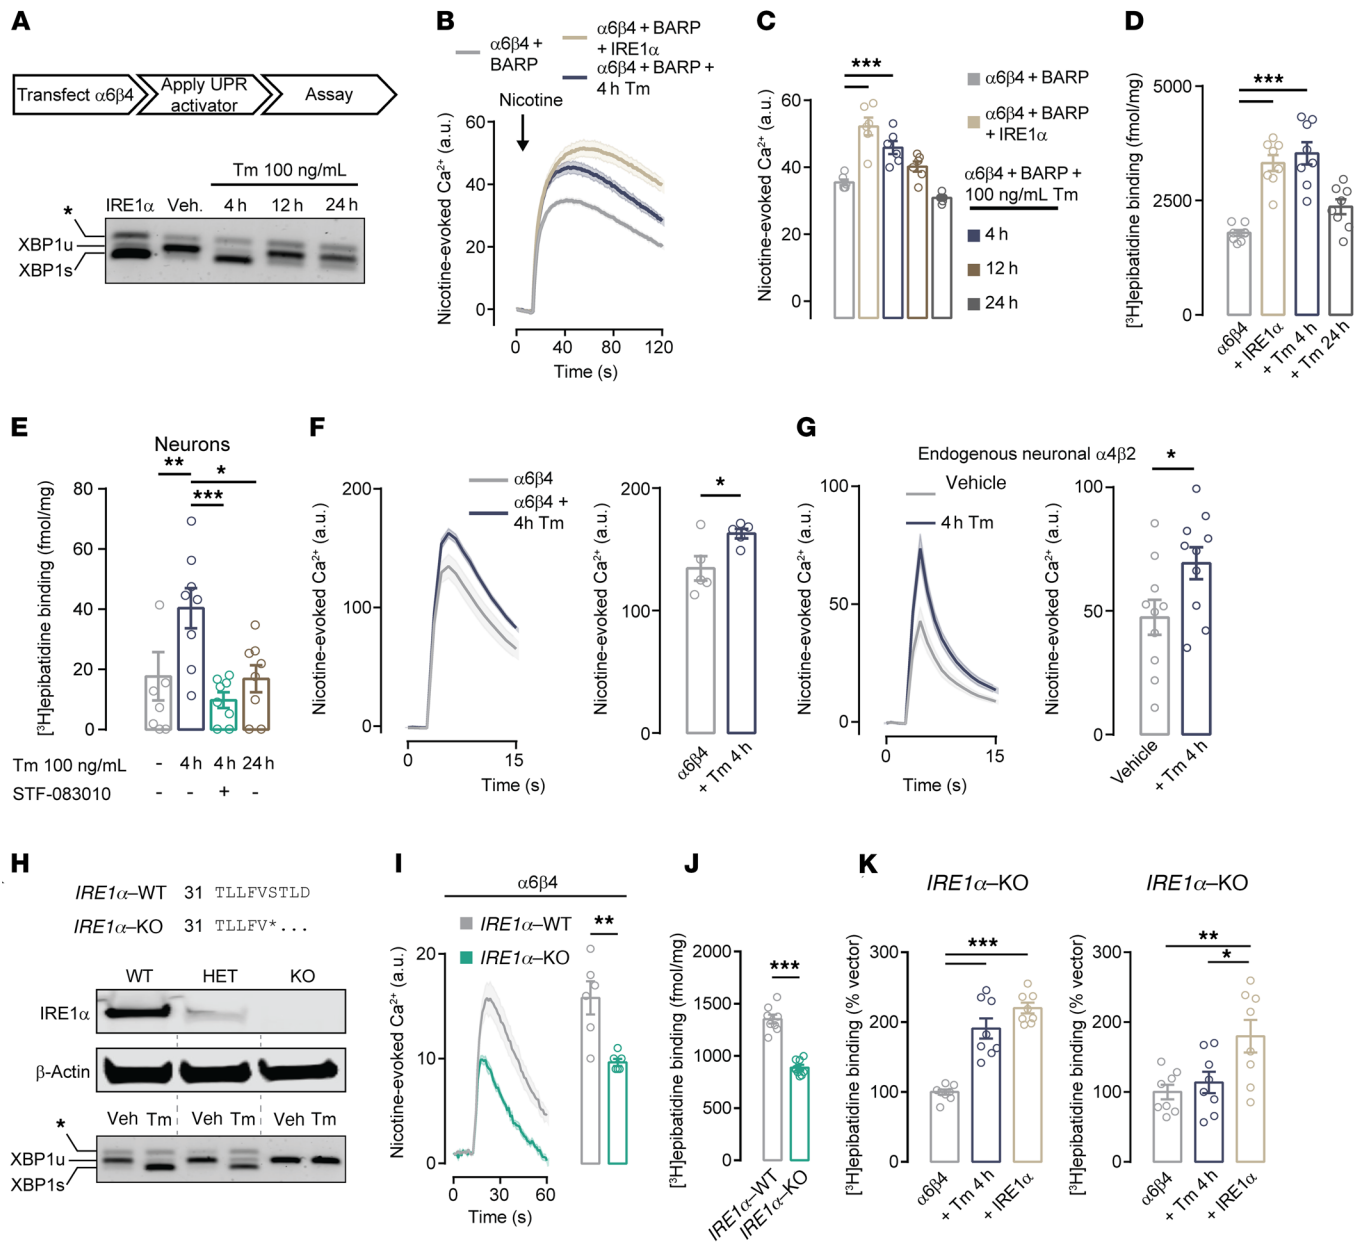 A
Transfect α6β4
Apply UPR
activator
Assay
Tm 100 ng/mL
*
IRE1α
Veh.
4 h
12 h
24 h
XBP1u
XBP1s
B
α6β4 +
BARP
α6β4 + BARP
+ IRE1α
α6β4 + BARP +
4 h Tm
Nicotine
Nicotine-evoked Ca²⁺ (a.u.)
60
40
20
0
0
40
80
120
Time (s)
C
***
Nicotine-evoked Ca²⁺ (a.u.)
60
40
20
0
α6β4 + BARP
α6β4 + BARP
+ IRE1α
α6β4 + BARP +
100 ng/mL Tm
4 h
12 h
24 h
D
***
[³H]epibatidine binding (fmol/mg)
5000
2500
0
α6β4
+ IRE1α
+ Tm 4 h
+ Tm 24 h
E
Neurons
**
*
***
[³H]epibatidine binding (fmol/mg)
80
60
40
20
0
Tm 100 ng/mL - 4 h 4 h 24 h
STF-083010 - - + -
F
α6β4
α6β4 +
4h Tm
Nicotine-evoked Ca²⁺ (a.u.)
200
100
0
0
15
Time (s)
*
Nicotine-evoked Ca²⁺ (a.u.)
200
100
0
α6β4
+ Tm 4 h
G
Endogenous neuronal α4β2
Vehicle
4h Tm
Nicotine-evoked Ca²⁺ (a.u.)
100
50
0
0
15
Time (s)
*
Nicotine-evoked Ca²⁺ (a.u.)
100
50
0
Vehicle
+ Tm 4 h
H
IRE1α–WT 31 TLLFVSTLD
IRE1α–KO 31 TLLFV*...
WT
HET
KO
IRE1α
β-Actin
*
Veh Tm Veh Tm Veh Tm
XBP1u
XBP1s
I
α6β4
IRE1α–WT
IRE1α–KO
**
Nicotine-evoked Ca²⁺ (a.u.)
20
10
0
0
30
60
Time (s)
J
***
[³H]epibatidine binding (fmol/mg)
2000
1500
1000
500
0
IRE1α–WT
IRE1α–KO
K
IRE1α–KO
***
[³H]epibatidine binding (% vector)
300
200
100
0
α6β4
+ Tm 4 h
+ IRE1α
IRE1α–KO
**
*
[³H]epibatidine binding (% vector)
300
200
100
0
α6β4
+ Tm 4 h
+ IRE1α